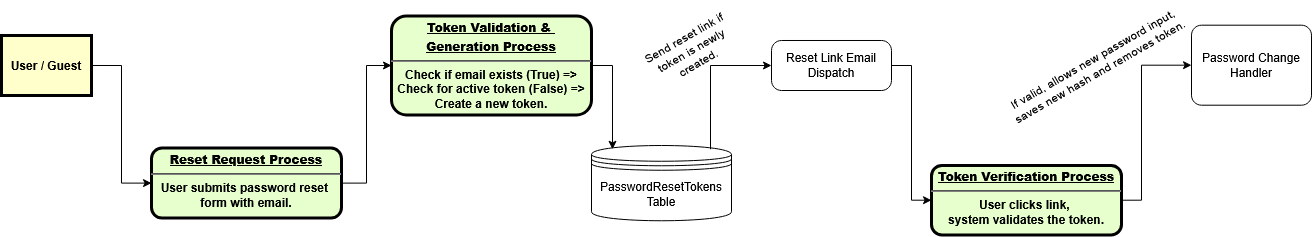 User / Guest
Reset Request Process
User submits password reset
form with email.
Token Validation &
Generation Process
Check if email exists (True) =>
Check for active token (False) =>
Create a new token.
PasswordResetTokens
Table
Send reset link if
token is newly
created.
Reset Link Email
Dispatch
Token Verification Process
User clicks link,
system validates the token.
If valid, allows new password input,
saves new hash and removes token.
Password Change
Handler